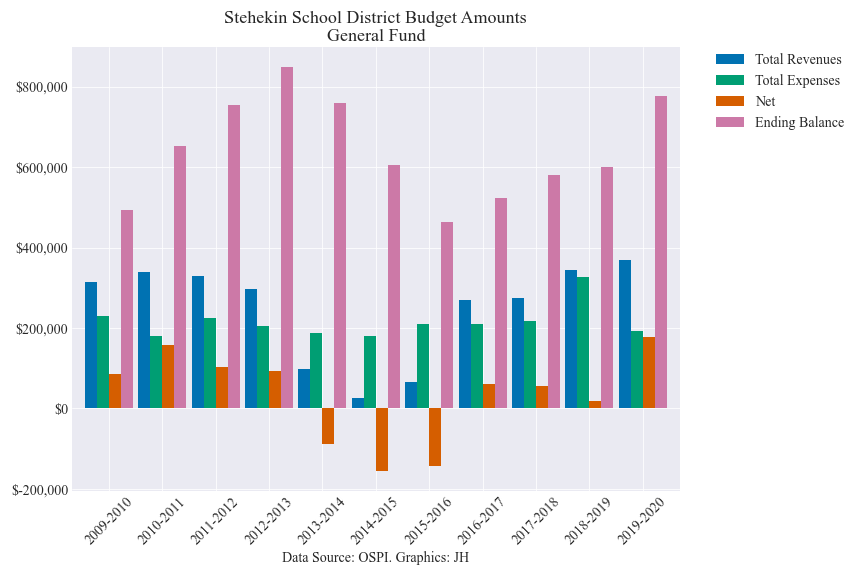 Stehekin School District Budget Amounts
General Fund
Total Revenues
Total Expenses
Net
Ending Balance
$800,000
$600,000
$400,000
$200,000
$0
$-200,000
2009-2010
2010-2011
2011-2012
2012-2013
2013-2014
2014-2015
2015-2016
2016-2017
2017-2018
2018-2019
2019-2020
Data Source: OSPI. Graphics: JH